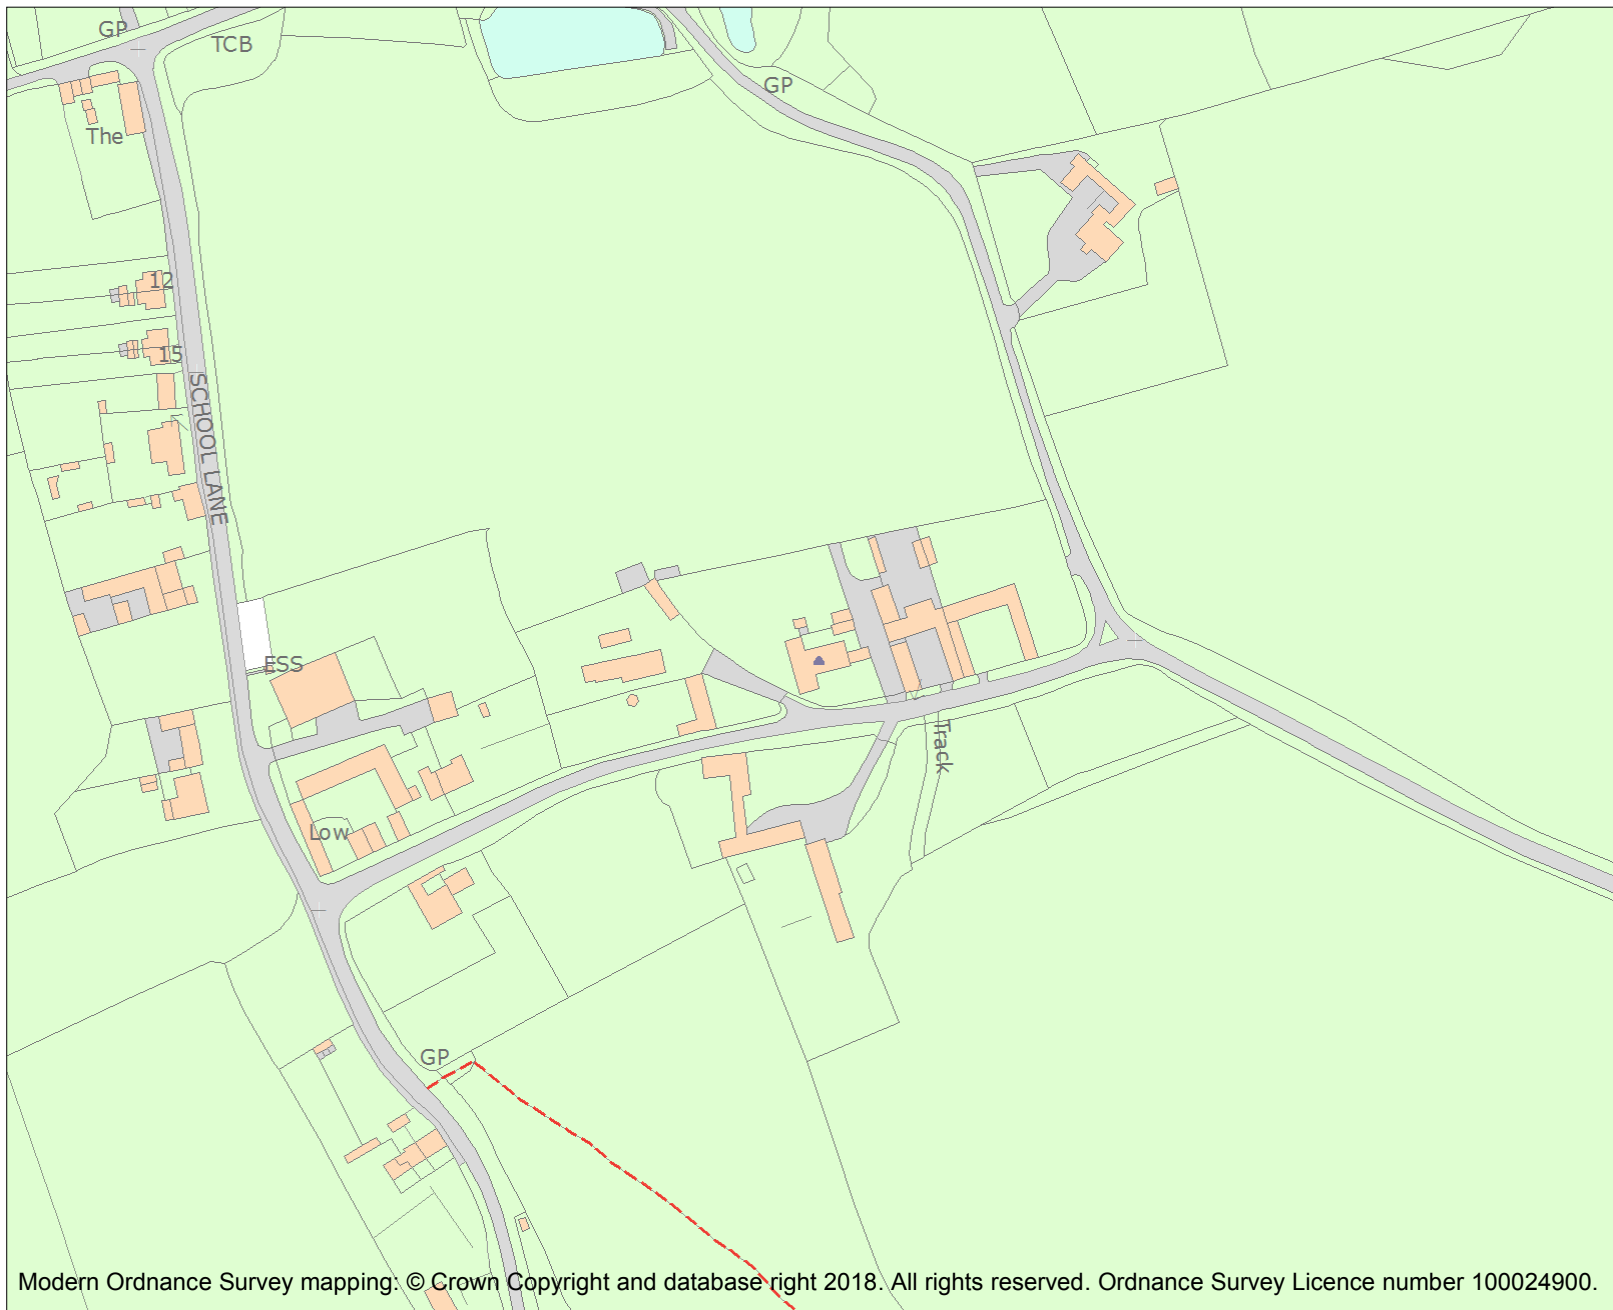 GP
TCB
GP
The
12
15
SCHOOL LANE
ESS
Track
Low
GP
Modern Ordnance Survey mapping: © Crown Copyright and database right 2018. All rights reserved. Ordnance Survey Licence number 100024900.